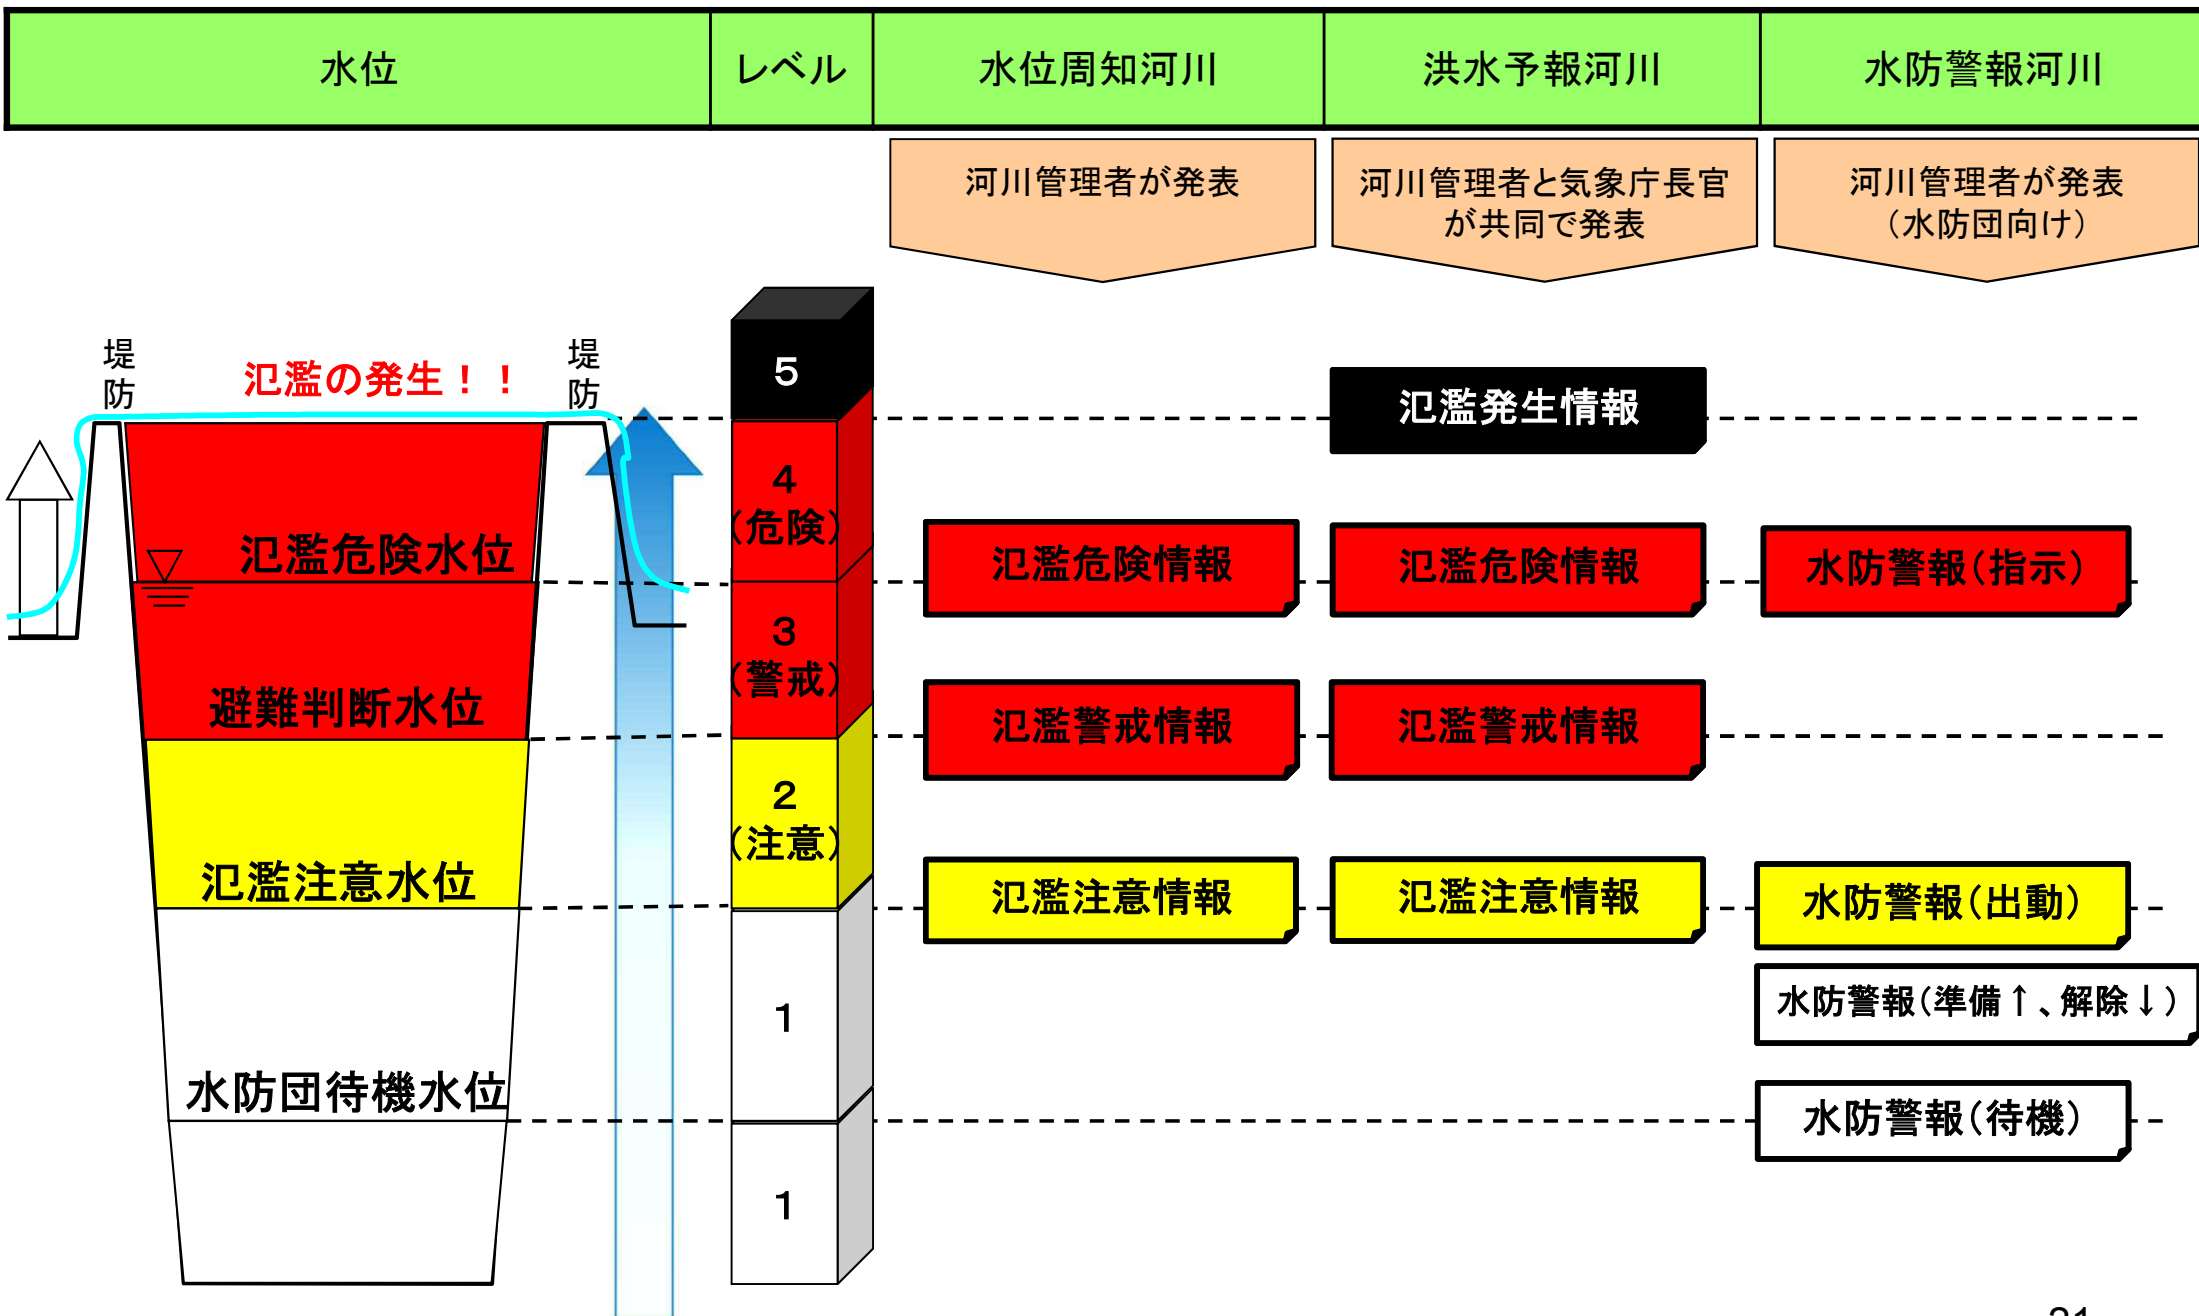 水位
レベル
水位周知河川
洪水予報河川
水防警報河川
河川管理者が発表
河川管理者と気象庁長官
が共同で発表
河川管理者が発表
（水防団向け）
堤防
氾濫の発生！！
堤防
5
氾濫発生情報
4
（危険）
氾濫危険水位
氾濫危険情報
氾濫危険情報
水防警報（指示）
3
（警戒）
避難判断水位
氾濫警戒情報
氾濫警戒情報
2
（注意）
氾濫注意水位
氾濫注意情報
氾濫注意情報
水防警報（出動）
水防警報（準備↑、解除↓）
1
水防団待機水位
水防警報（待機）
1